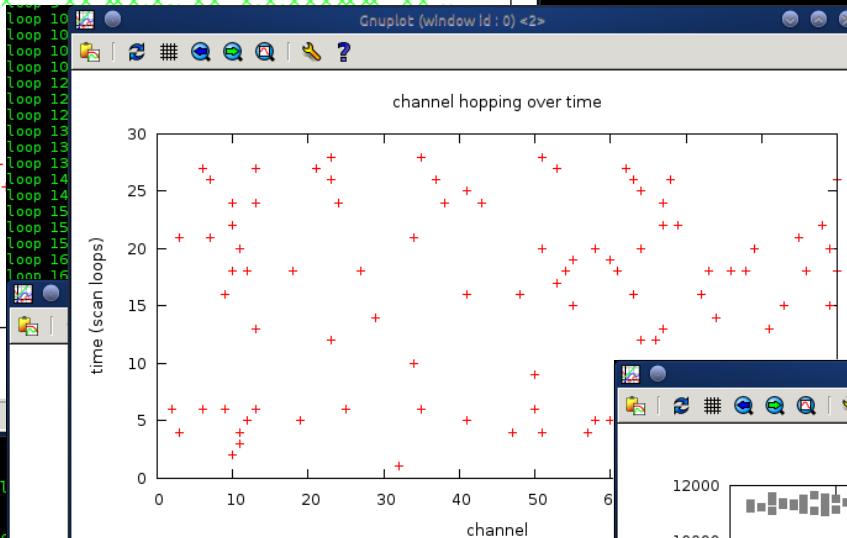 loop 10
loop 10
loop 10
loop 10
loop 12
loop 12
loop 12
loop 13
loop 13
loop 13
loop 14
loop 14
loop 15
loop 15
loop 15
loop 16
loop 16
Gnuplot (window id : 0) <2>
channel hopping over time
30
25
20
15
10
5
0
time (scan loops)
0 10 20 30 40 50 6
channel
12000